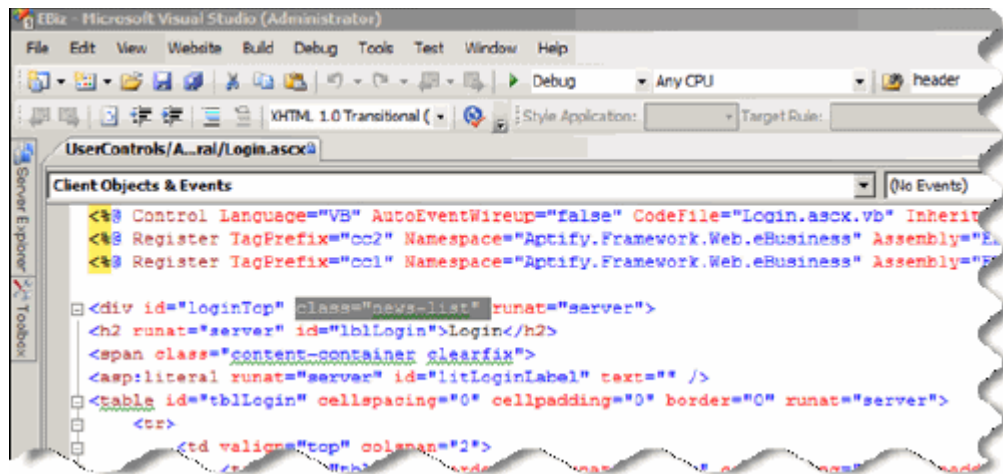 EBiz - Microsoft Visual Studio (Administrator)
File Edit View Website Build Debug Tools Test Window Help
Debug Any CPU header
XHTML 1.0 Transitional ( Style Application: Target Rule:
UserControls/A...ral/Login.ascx
Server Explorer
Toolbox
Client Objects & Events (No Events)
<%@ Control Language="VB" AutoEventWireup="false" CodeFile="Login.ascx.vb" Inherit
<%@ Register TagPrefix="cc2" Namespace="Aptify.Framework.Web.eBusiness" Assembly="E
<%@ Register TagPrefix="cc1" Namespace="Aptify.Framework.Web.eBusiness" Assembly=
<div id="loginTop" class="news-list" runat="server">
<h2 runat="server" id="lblLogin">Login</h2>
<span class="content-container clearfix">
<asp:literal runat="server" id="litLoginLabel" text="" />
<table id="tblLogin" cellspacing="0" cellpadding="0" border="0" runat="server">
<tr>
<td valign="top" colspan="2">